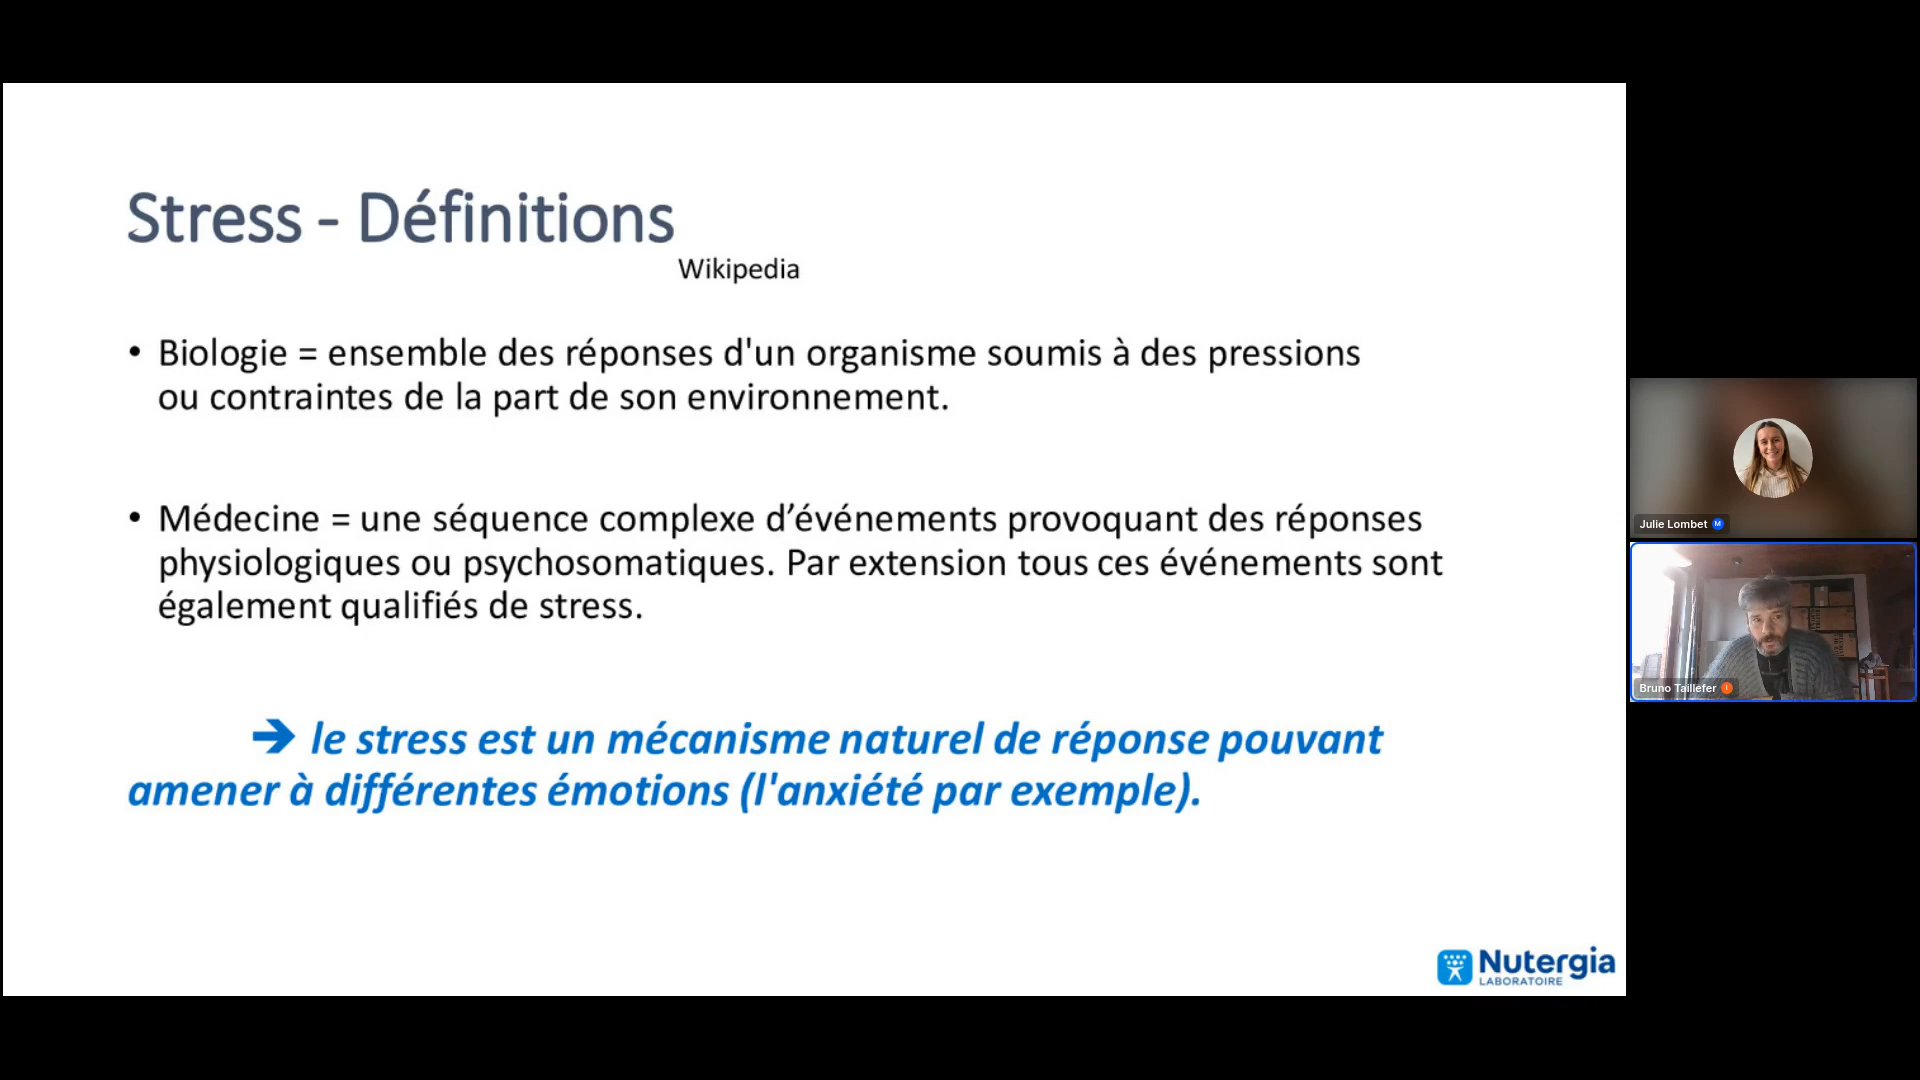 Stress - Définitions
Wikipedia
• Biologie = ensemble des réponses d'un organisme soumis à des pressions
ou contraintes de la part de son environnement.
• Médecine = une séquence complexe d’événements provoquant des réponses
physiologiques ou psychosomatiques. Par extension tous ces événements sont
également qualifiés de stress.
➔ le stress est un mécanisme naturel de réponse pouvant
amener à différentes émotions (l'anxiété par exemple).
Nutergia
LABORATOIRE
Julie Lombet M
Bruno Taillefer I